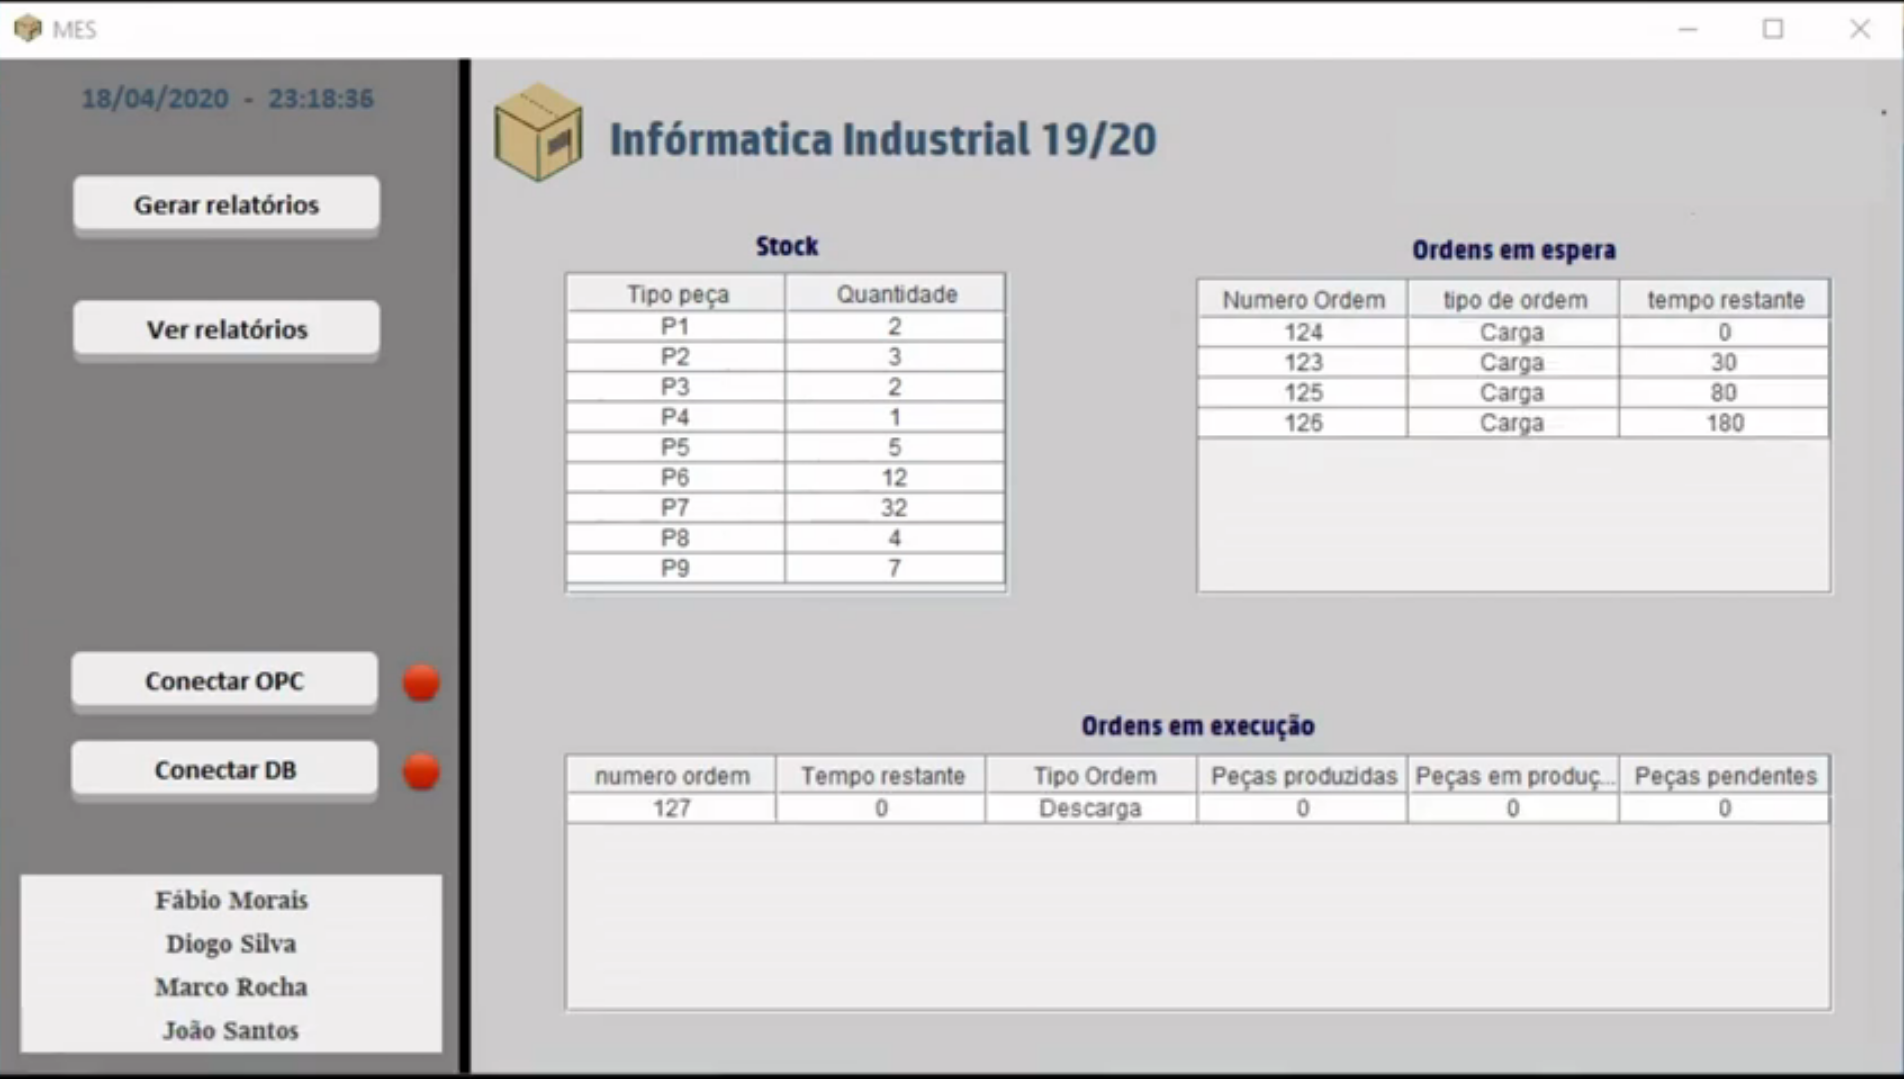 MES
18/04/2020 - 23:18:36
Gerar relatórios
Ver relatórios
Conectar OPC
Conectar DB
Fábio Morais
Diogo Silva
Marco Rocha
João Santos
Infórmatica Industrial 19/20
Stock
Tipo peça Quantidade
P1 2
P2 3
P3 2
P4 1
P5 5
P6 12
P7 32
P8 4
P9 7
Ordens em espera
Numero Ordem tipo de ordem tempo restante
124 Carga 0
123 Carga 30
125 Carga 80
126 Carga 180
Ordens em execução
numero ordem Tempo restante Tipo Ordem Peças produzidas Peças em produç... Peças pendentes
127 0 Descarga 0 0 0